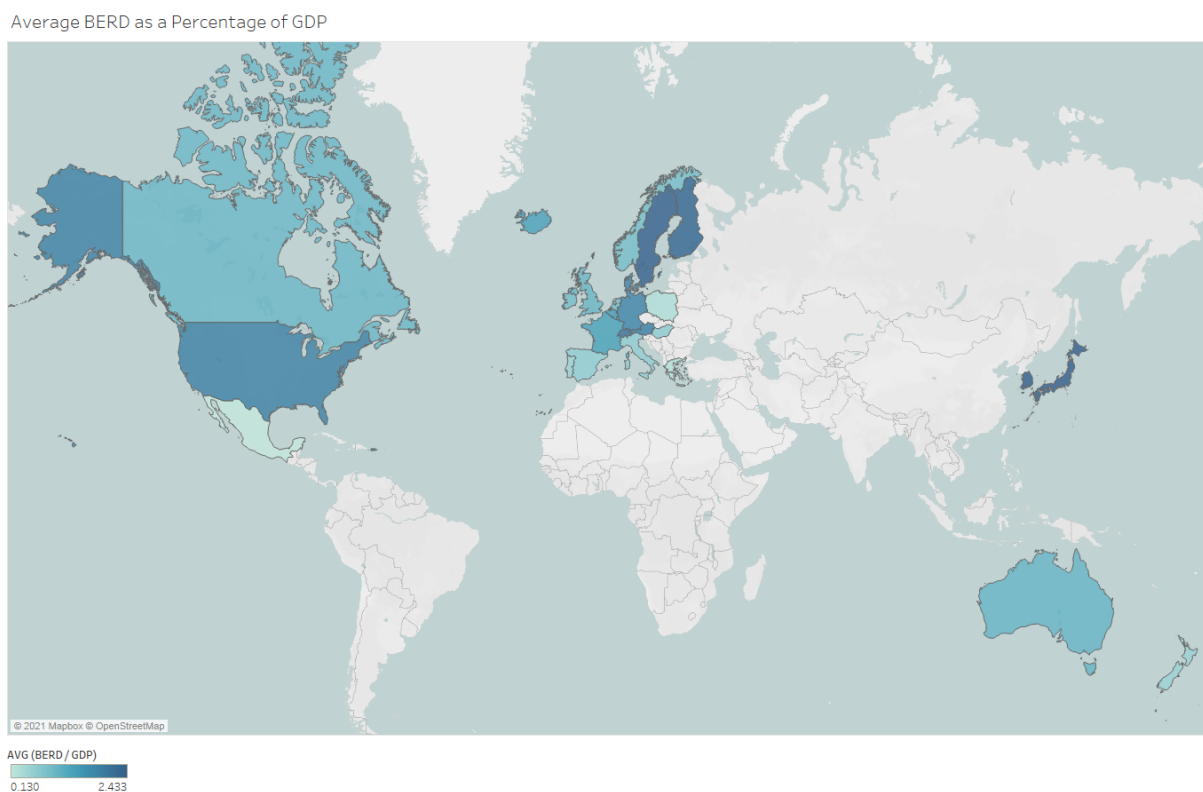 Average BERD as a Percentage of GDP
© 2021 Mapbox © OpenStreetMap
AVG (BERD / GDP)
0.130 2.433